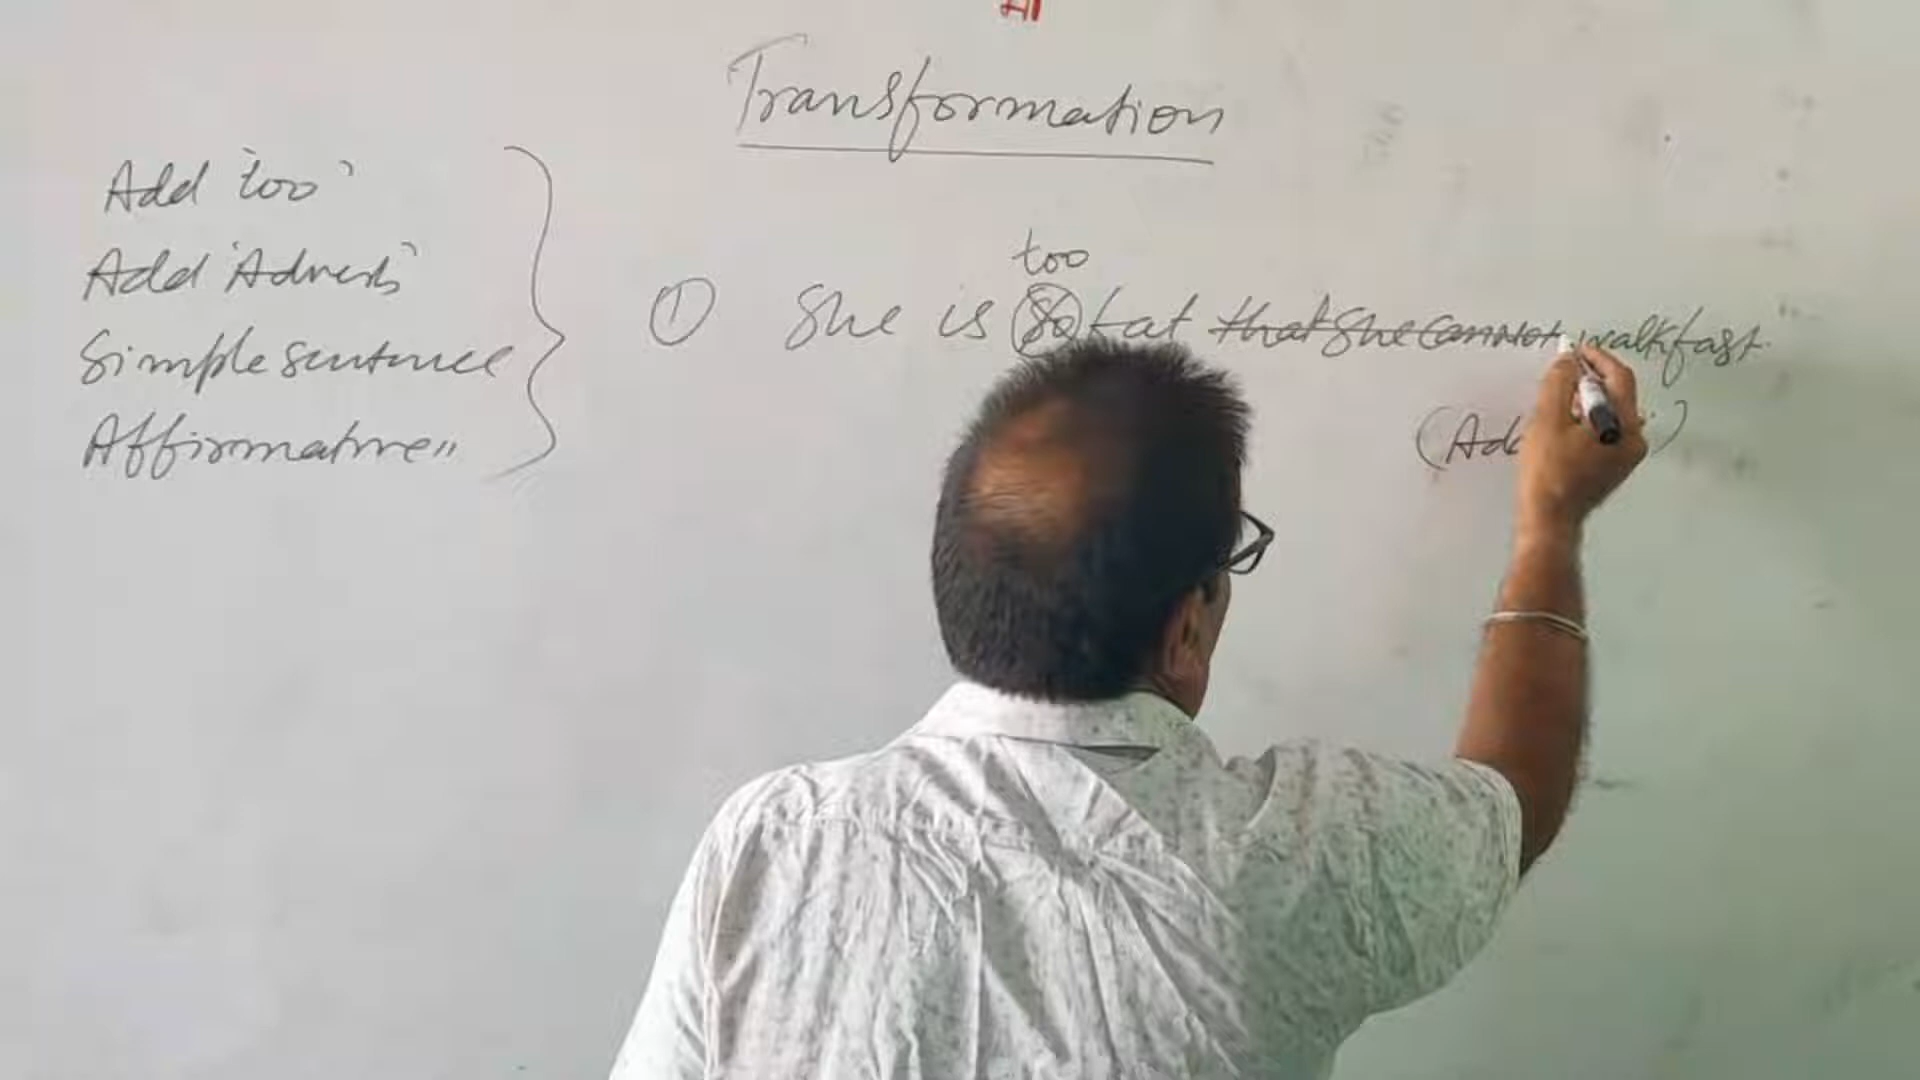 Transformation
Add 'too'
Add 'Adverb'
Simple sentence
Affirmative "
too
① She is so fat that she cannot walk fast.
(Ad